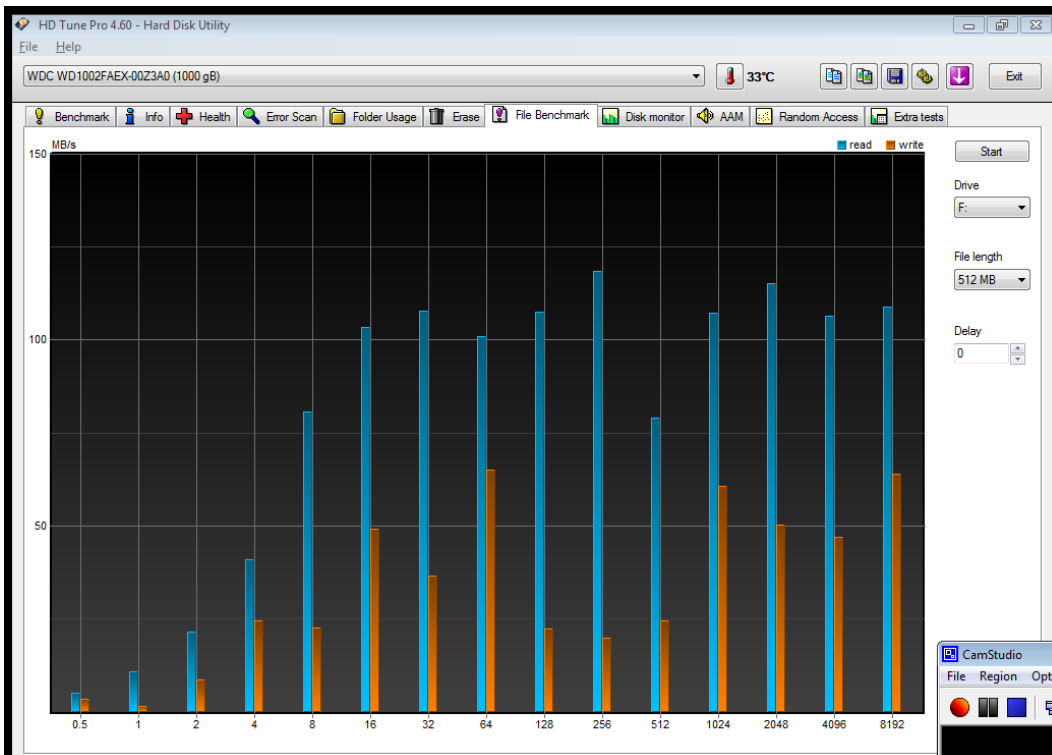 HD Tune Pro 4.60 - Hard Disk Utility
File Help
WDC WD1002FAEX-00Z3A0 (1000 gB) 33°C Exit
Benchmark Info Health Error Scan Folder Usage Erase File Benchmark Disk monitor AAM Random Access Extra tests
MB/s read write
Start
150
Drive
F:
File length
512 MB
Delay
0
100
50
0.5 1 2 4 8 16 32 64 128 256 512 1024 2048 4096 8192
CamStudio
File Region Opt